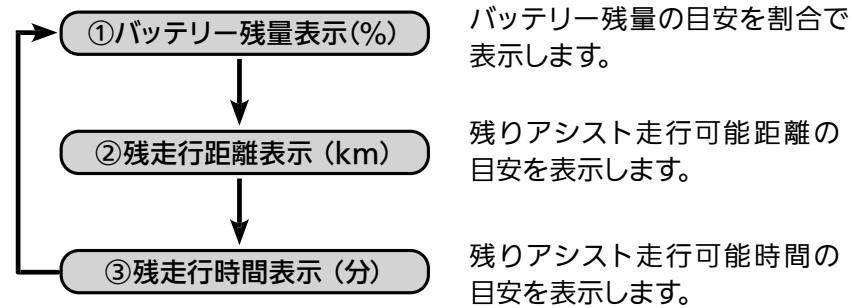 ①バッテリー残量表示(%)
バッテリー残量の目安を割合で
表示します。
②残走行距離表示（km）
残りアシスト走行可能距離の
目安を表示します。
③残走行時間表示（分）
残りアシスト走行可能時間の
目安を表示します。